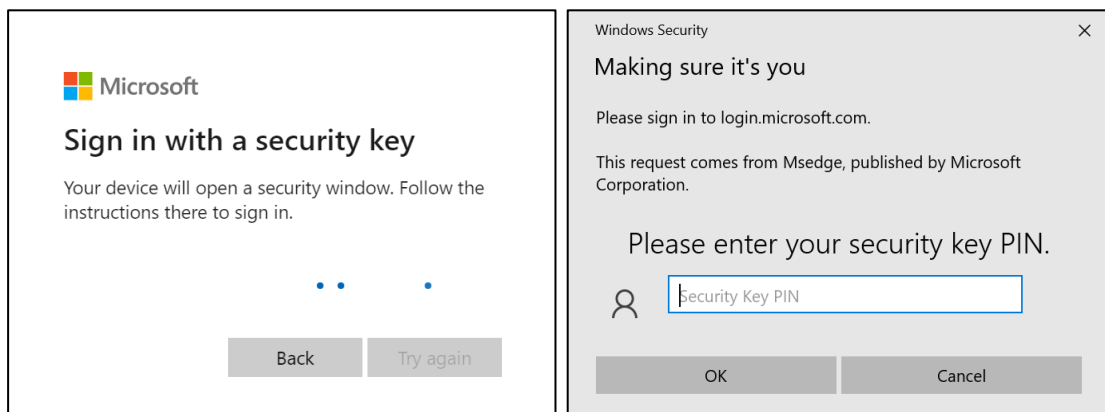 Microsoft
Sign in with a security key
Your device will open a security window. Follow the
instructions there to sign in.
Back
Try again
Windows Security
Making sure it's you
Please sign in to login.microsoft.com.
This request comes from Msedge, published by Microsoft
Corporation.
Please enter your security key PIN.
Security Key PIN
OK
Cancel